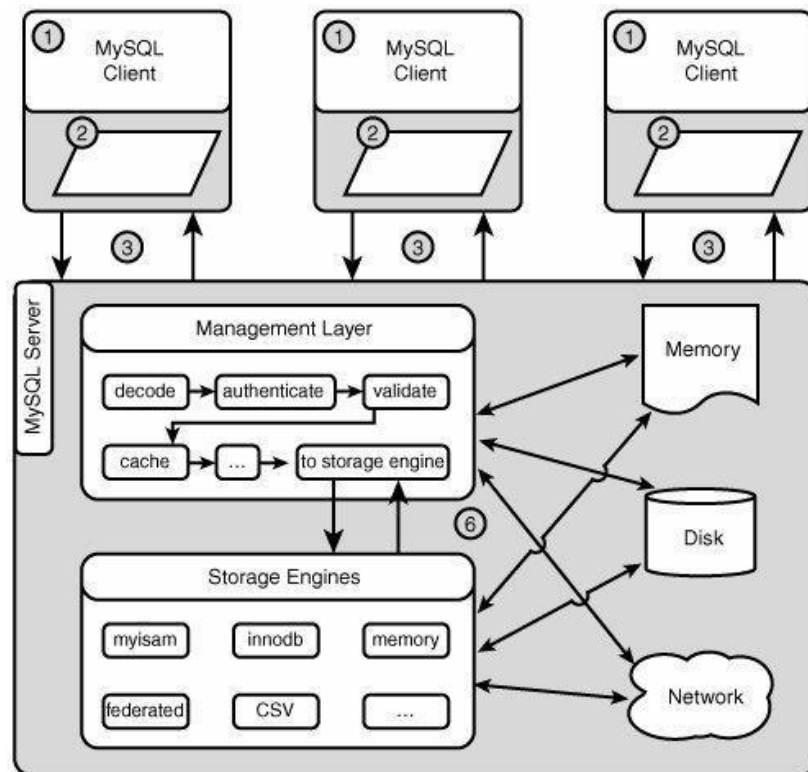 1
MySQL
Client
2
3
1
MySQL
Client
2
3
1
MySQL
Client
2
3
MySQL Server
Management Layer
decode
authenticate
validate
cache
...
to storage engine
6
Storage Engines
myisam
innodb
memory
federated
CSV
...
Memory
Disk
Network